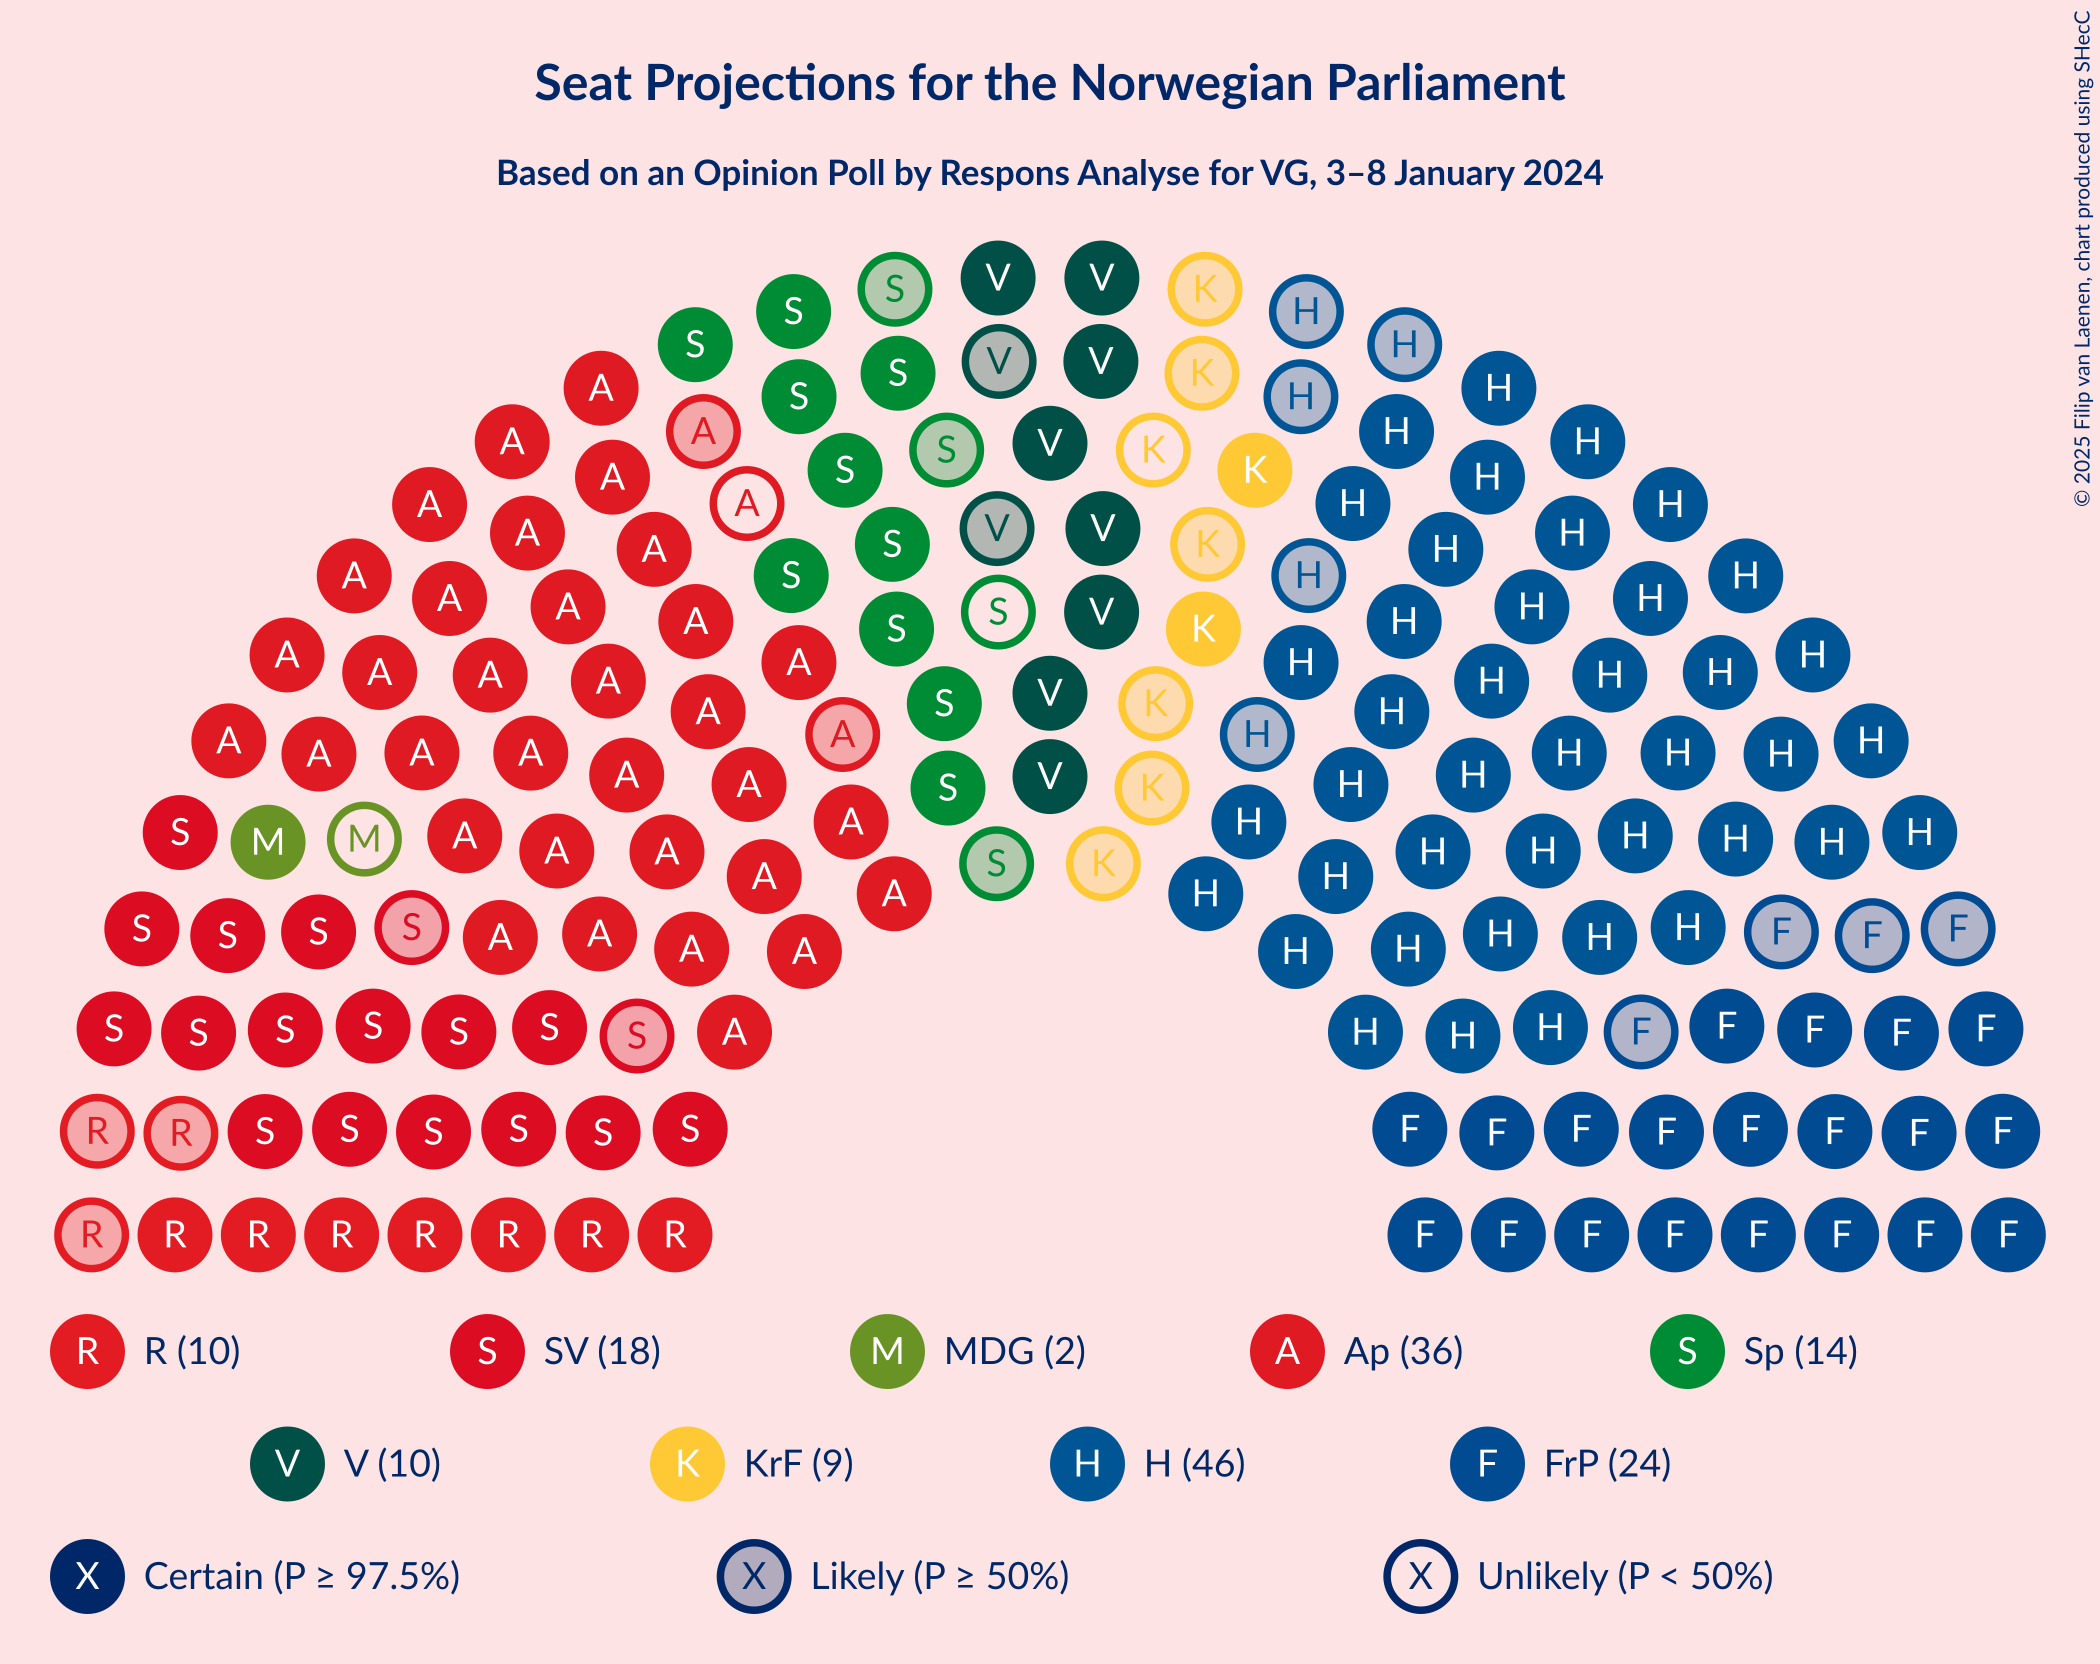 Seat Projections for the Norwegian Parliament
Based on an Opinion Poll by Respons Analyse for VG, 3–8 January 2024
© 2025 Filip van Laenen, chart produced using SHecC
V V
S K
S H
S H
A V V H
S K
A S H H
A A S V K H H
A S K H
A A A H H H
A V V H
A A S K H H
A A S H H H
A A S V K H H
A A S K H H
A A A V H H H
A A A S K H H H
A A A A A A H H H H H H
A A S V K H H
S M M A A A A S K H H H H H H H
A A A A S K H H H H
S S S S A A A A H H H H H F F F
S S S S S S S A H H H F F F F F
R R S S S S S S F F F F F F F F
R R R R R R R R F F F F F F F F
R R (10) S SV (18) M MDG (2) A Ap (36) S Sp (14)
V V (10) K KrF (9) H H (46) F FrP (24)
X Certain (P ≥ 97.5%) X Likely (P ≥ 50%) X Unlikely (P < 50%)